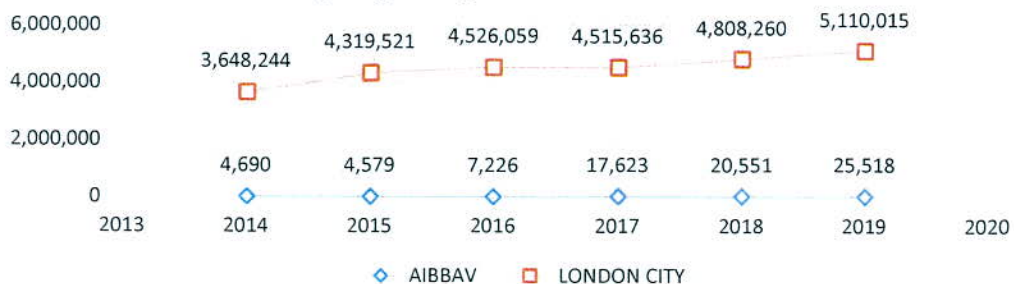 6,000,000
4,000,000
2,000,000
0
3,648,244 4,319,521 4,526,059 4,515,636 4,808,260 5,110,015
4,690 4,579 7,226 17,623 20,551 25,518
2013 2014 2015 2016 2017 2018 2019 2020
AIBBAV LONDON CITY